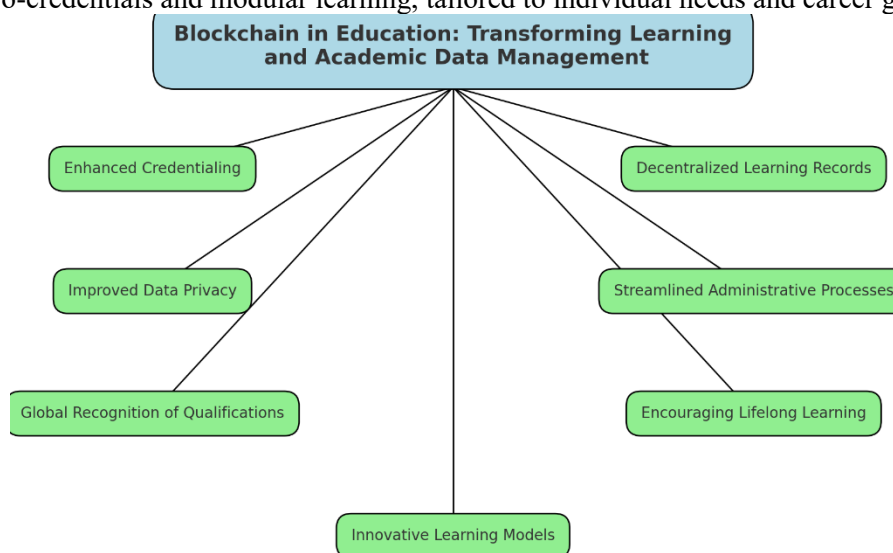 and modular learning, tailored to individual needs and career
Blockchain in Education: Transforming Learning
and Academic Data Management
Enhanced Credentialing
Decentralized Learning Records
Improved Data Privacy
Streamlined Administrative Processes
Global Recognition of Qualifications
Encouraging Lifelong Learning
Innovative Learning Models